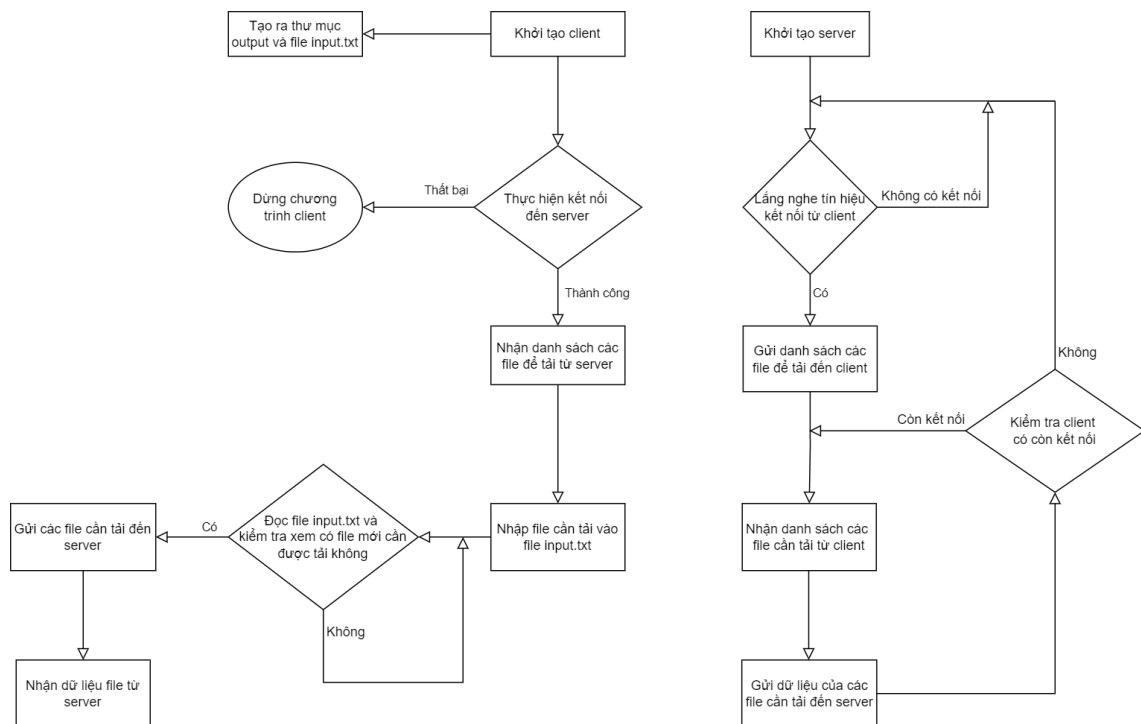 Tạo ra thư mục
output và file input.txt
Khởi tạo client
Khởi tạo server
Dừng chương
trình client
Thất bại
Thực hiện kết nối
đến server
Lắng nghe tín hiệu
kết nối từ client
Không có kết nối
Thành công
Có
Nhận danh sách các
file để tải từ server
Gửi danh sách các
file để tải đến client
Không
Còn kết nối
Kiểm tra client
có còn kết nối
Gửi các file cần tải đến
server
Có
Đọc file input.txt và
kiểm tra xem có file mới cần
được tải không
Nhập file cần tải vào
file input.txt
Nhận danh sách các
file cần tải từ client
Không
Nhận dữ liệu file từ
server
Gửi dữ liệu của các
file cần tải đến server